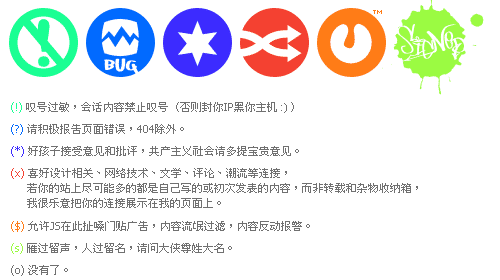 BUG
TM
SIGNO
(!) 叹号过敏，会话内容禁止叹号（否则封你IP黑你主机 :) ）
(?) 请积极报告页面错误，404除外。
(*) 好孩子接受意见和批评，共产主义社会请多提宝贵意见。
(x) 喜好设计相关、网络技术、文学、评论、潮流等连接，
若你的站上尽可能多的都是自己写的或初次发表的内容，而非转载和杂物收纳箱，
我很乐意把你的连接展示在我的页面上。
($) 允许JS在此扯嗓门贴广告，内容流氓过滤，内容反动报警。
(s) 雁过留声，人过留名，请问大侠尊姓大名。
(o) 没有了。